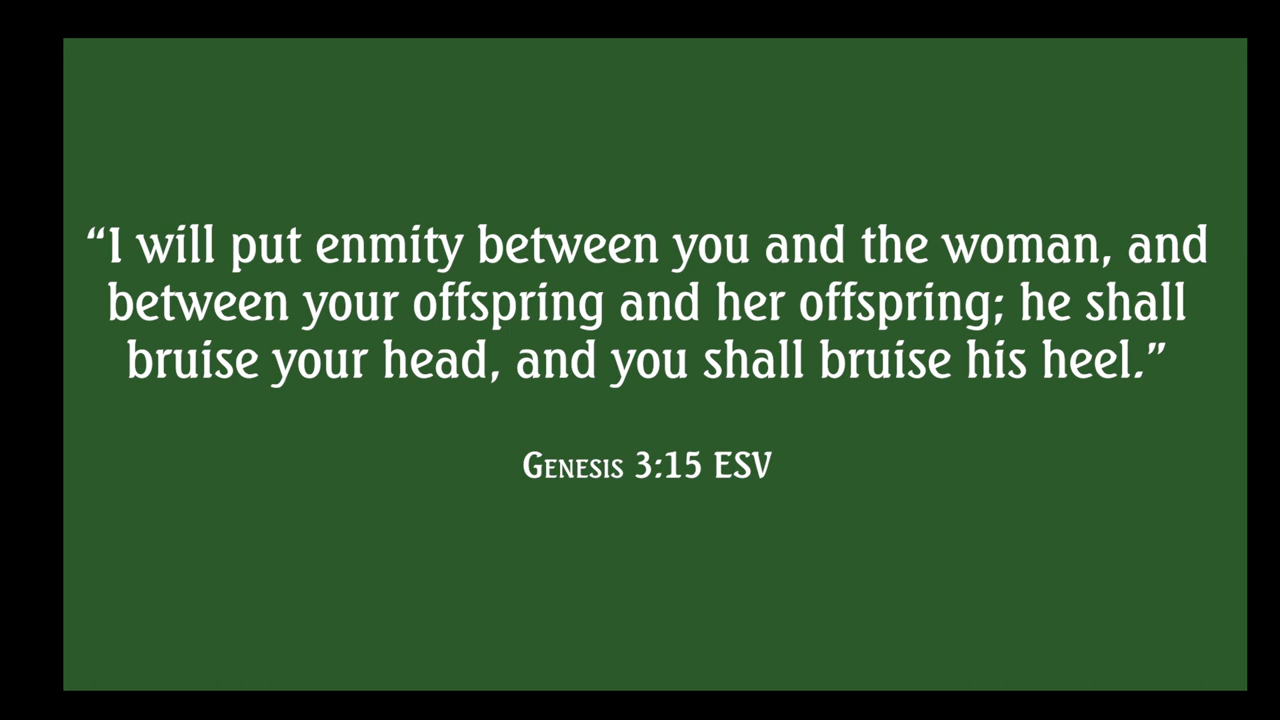 “I will put enmity between you and the woman, and
between your offspring and her offspring; he shall
bruise your head, and you shall bruise his heel.”
Genesis 3:15 ESV